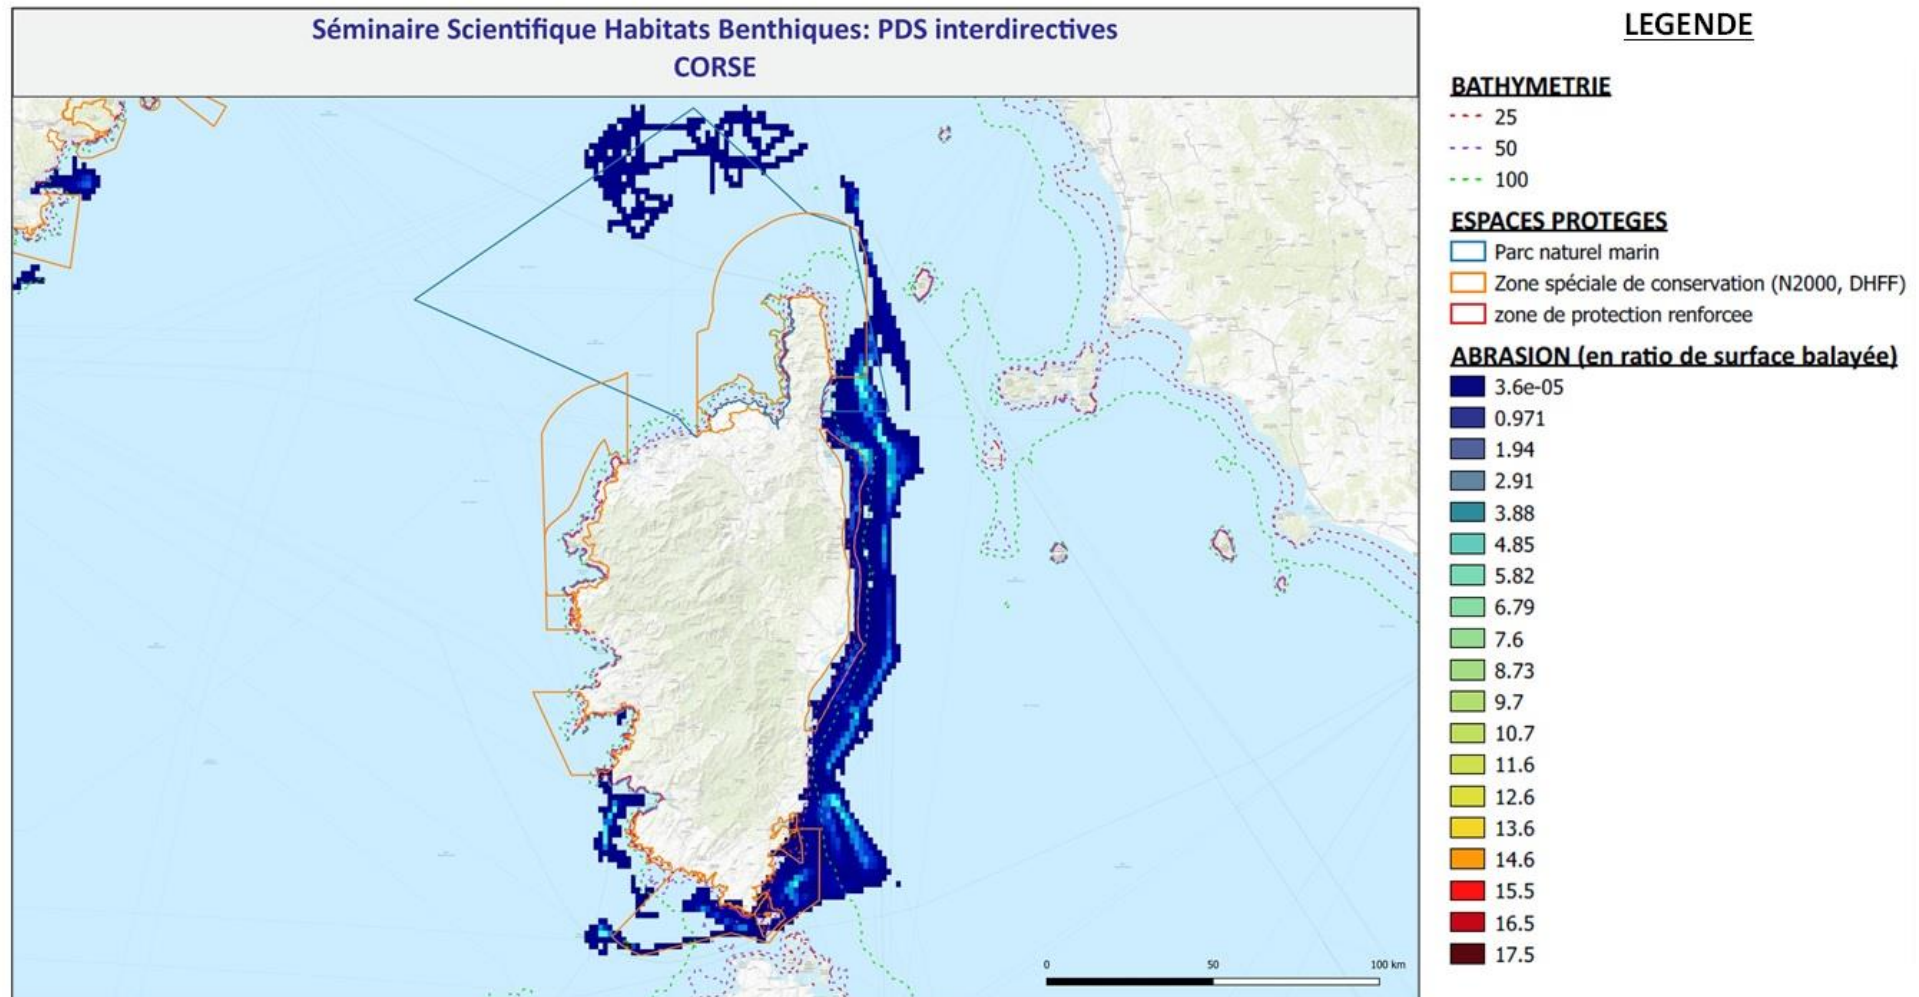 Séminaire Scientifique Habitats Benthiques: PDS interdirectives
CORSE
LEGENDE
BATHYMETRIE
25
50
100
ESPACES PROTEGES
Parc naturel marin
Zone spéciale de conservation (N2000, DHFF)
zone de protection renforcee
ABRASION (en ratio de surface balayée)
3.6e-05
0.971
1.94
2.91
3.88
4.85
5.82
6.79
7.6
8.73
9.7
10.7
11.6
12.6
13.6
14.6
15.5
16.5
17.5
0 50 100 km